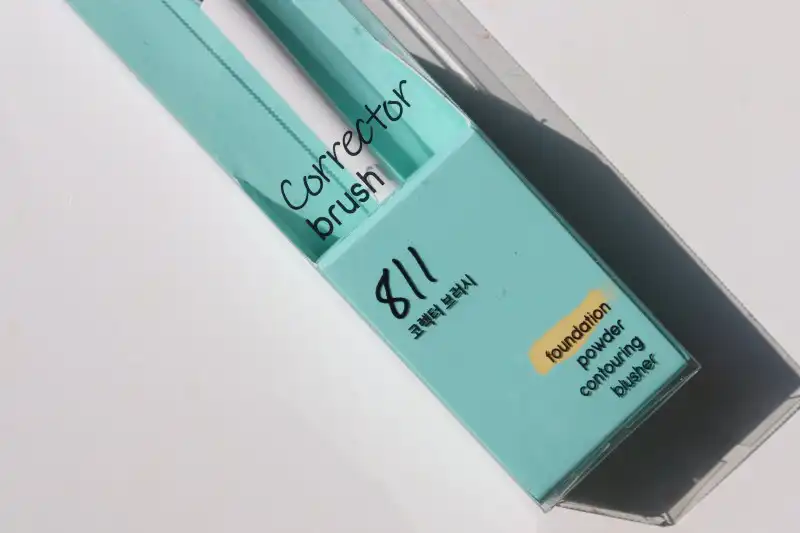 Corrector
brush
811
코렉터 브러시
foundation
powder
contouring
blusher